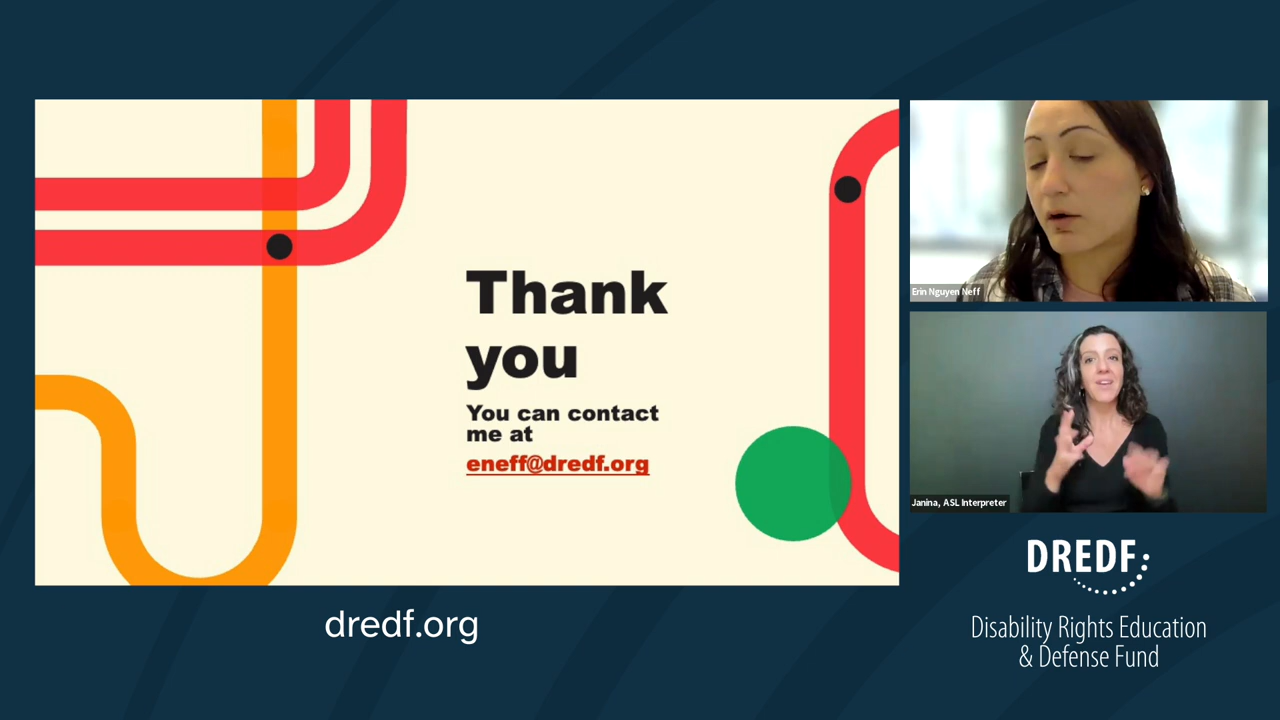 Thank
you
You can contact
me at
eneff@dredf.org
Erin Nguyen Neff
Janina, ASL Interpreter
dredf.org
DREDF
Disability Rights Education
& Defense Fund